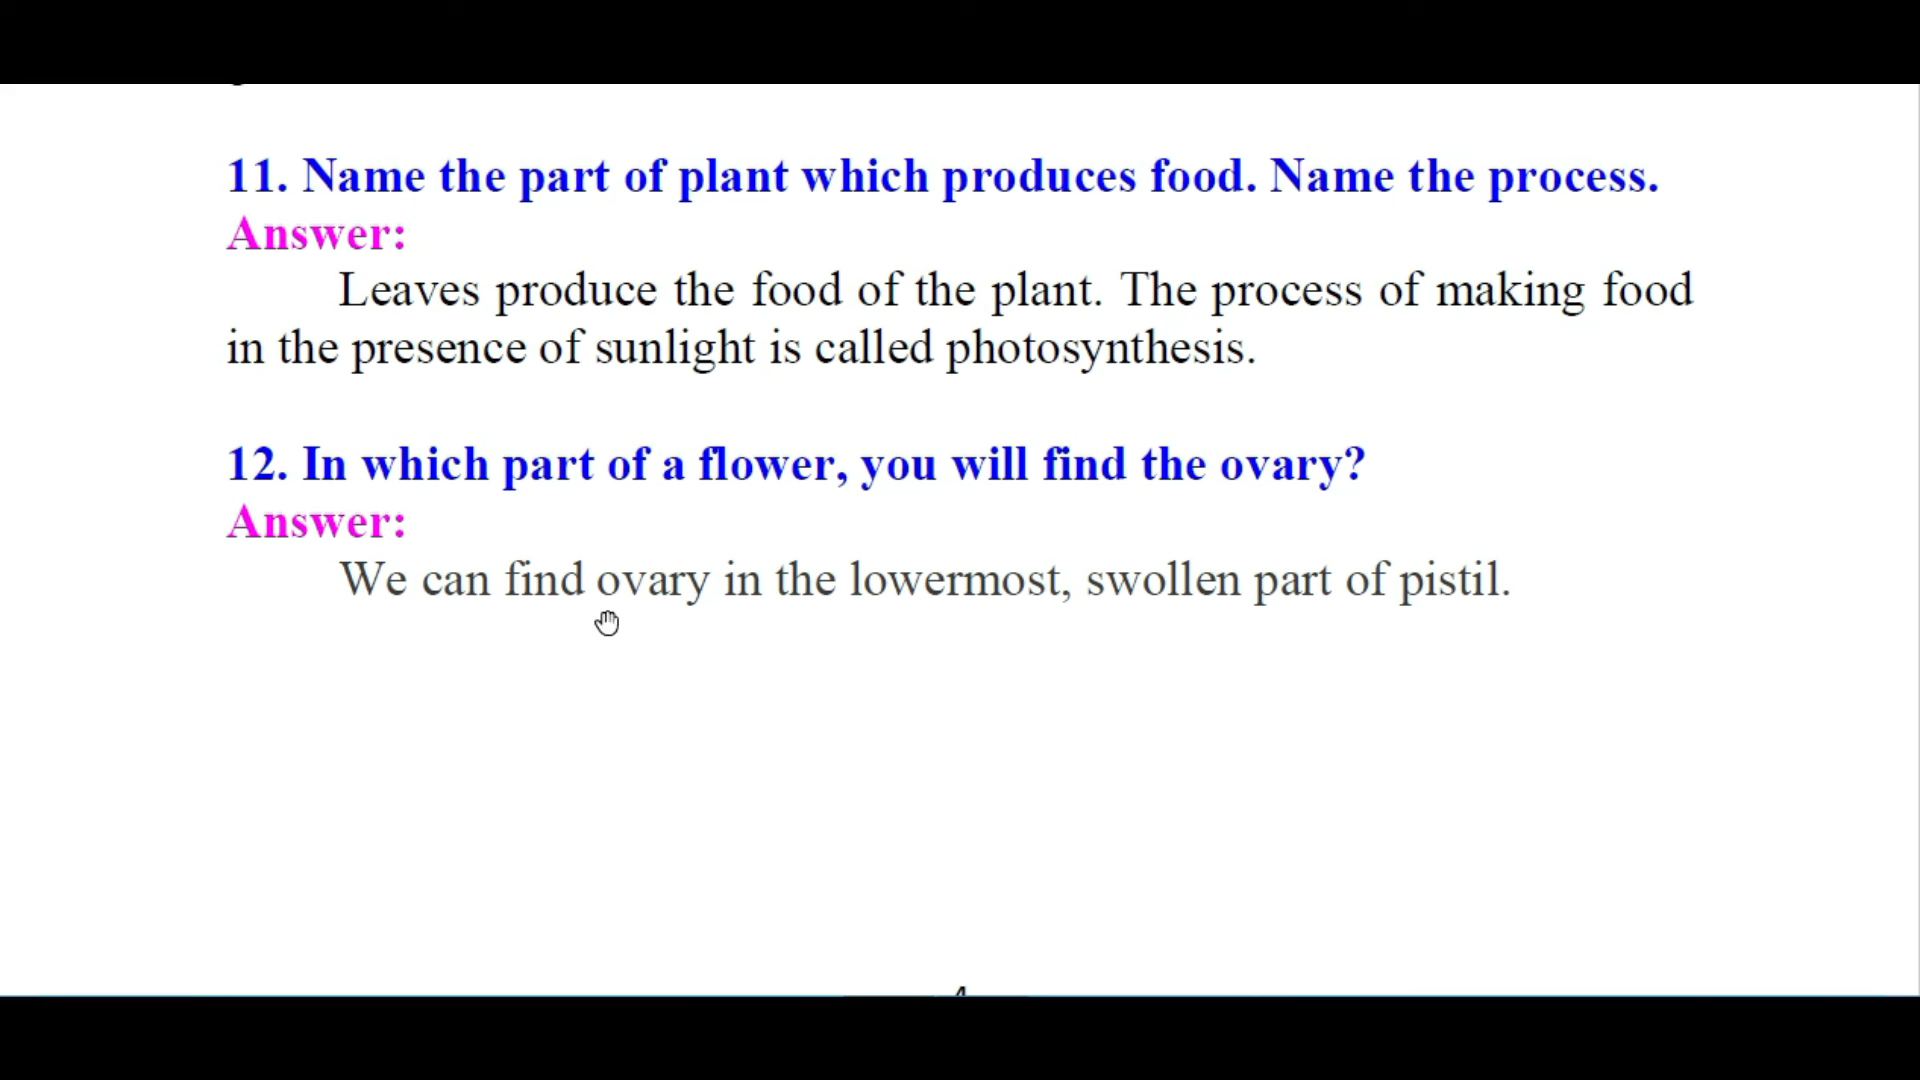 11. Name the part of plant which produces food. Name the process.
Answer:
Leaves produce the food of the plant. The process of making food
in the presence of sunlight is called photosynthesis.
12. In which part of a flower, you will find the ovary?
Answer:
We can find ovary in the lowermost, swollen part of pistil.